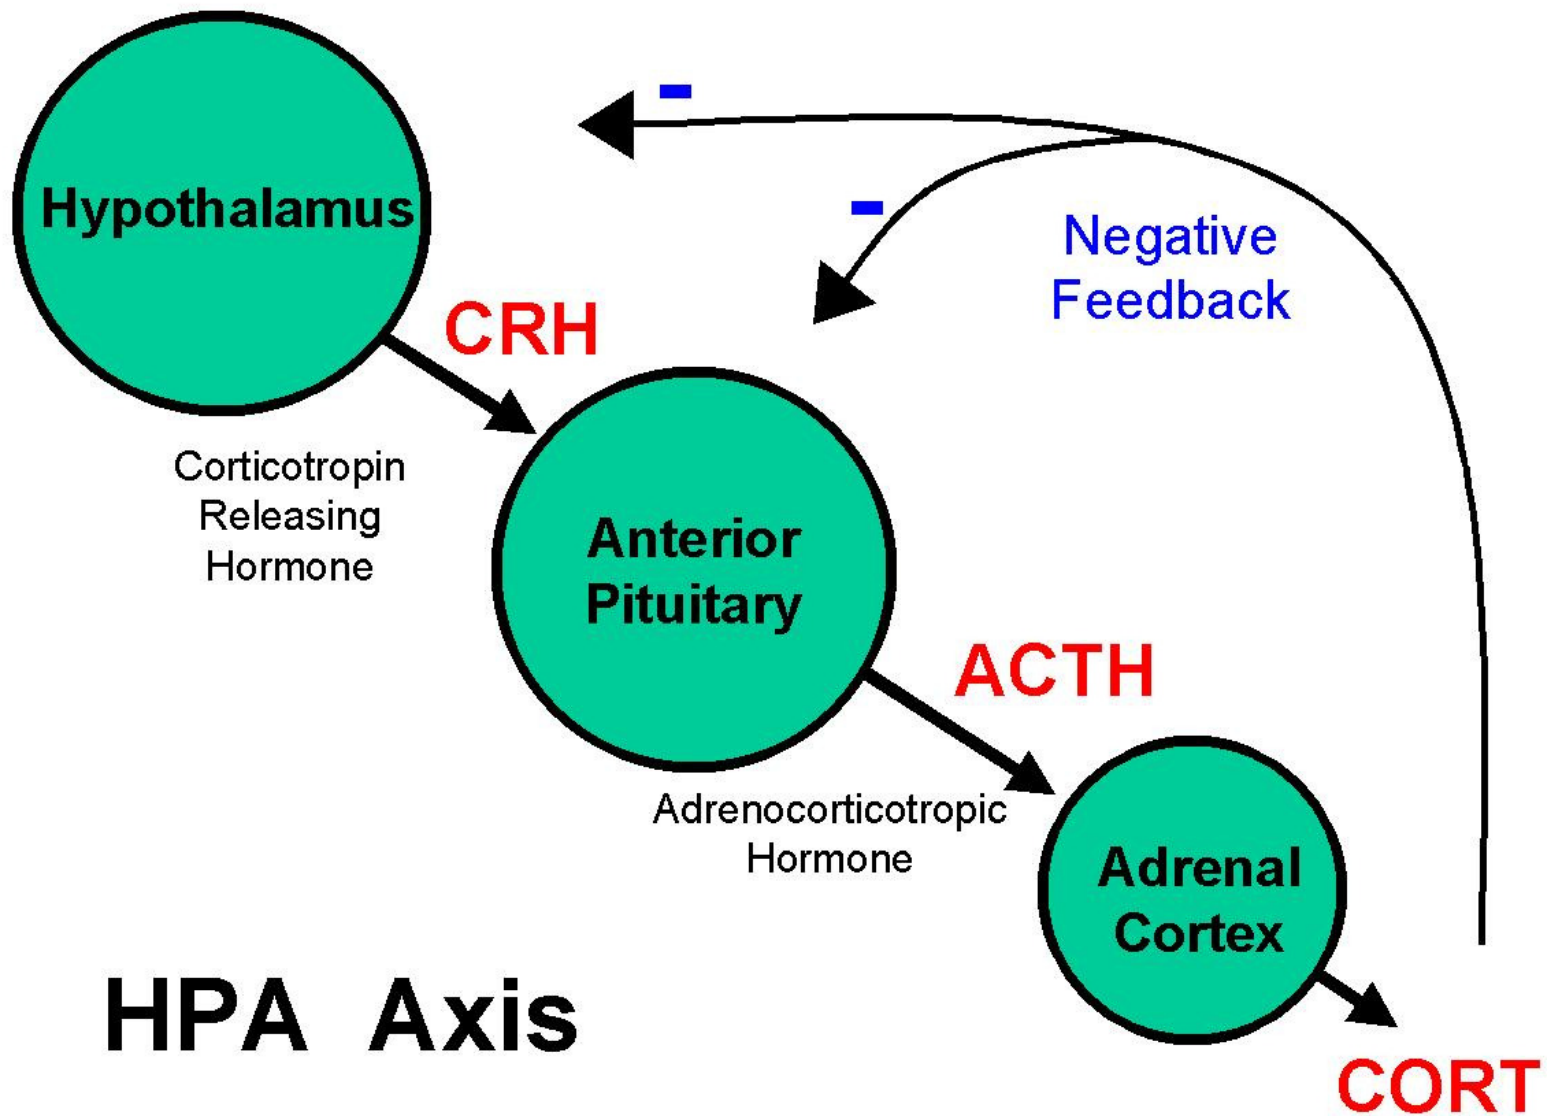 -
-
Hypothalamus
Negative
Feedback
CRH
Corticotropin
Releasing
Hormone
Anterior
Pituitary
ACTH
Adrenocorticotropic
Hormone
Adrenal
Cortex
HPA Axis
CORT